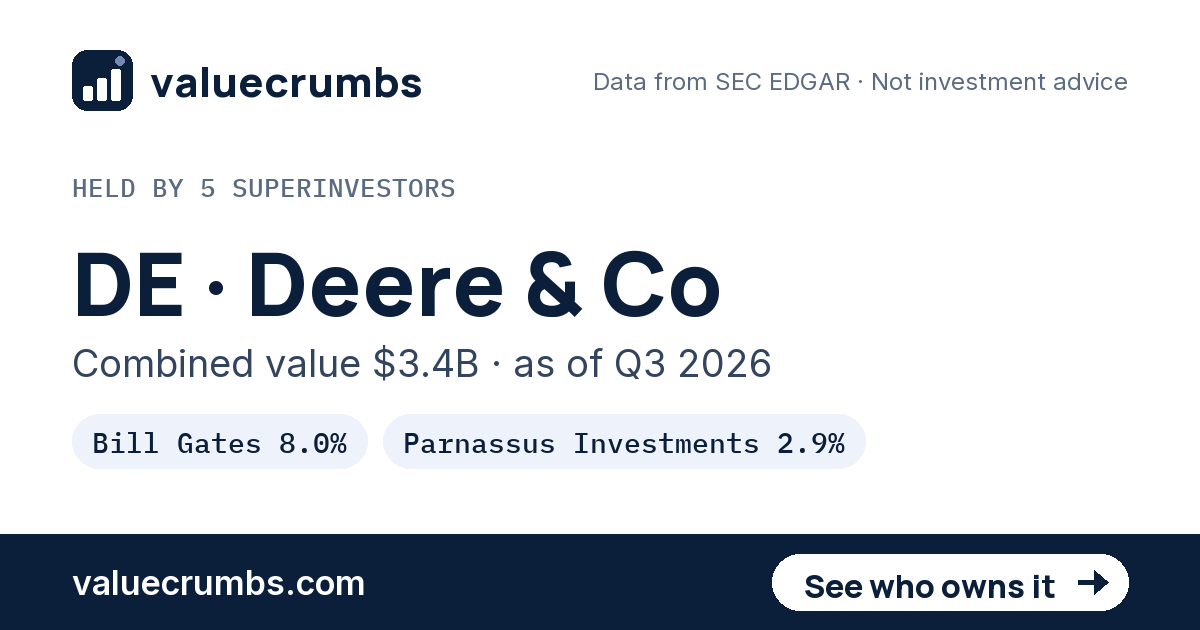 valuecrumbs
Data from SEC EDGAR · Not investment advice
HELD BY 5 SUPERINVESTORS
DE · Deere & Co
Combined value $3.4B · as of Q3 2026
Bill Gates 8.0%
Parnassus Investments 2.9%
valuecrumbs.com
See who owns it →